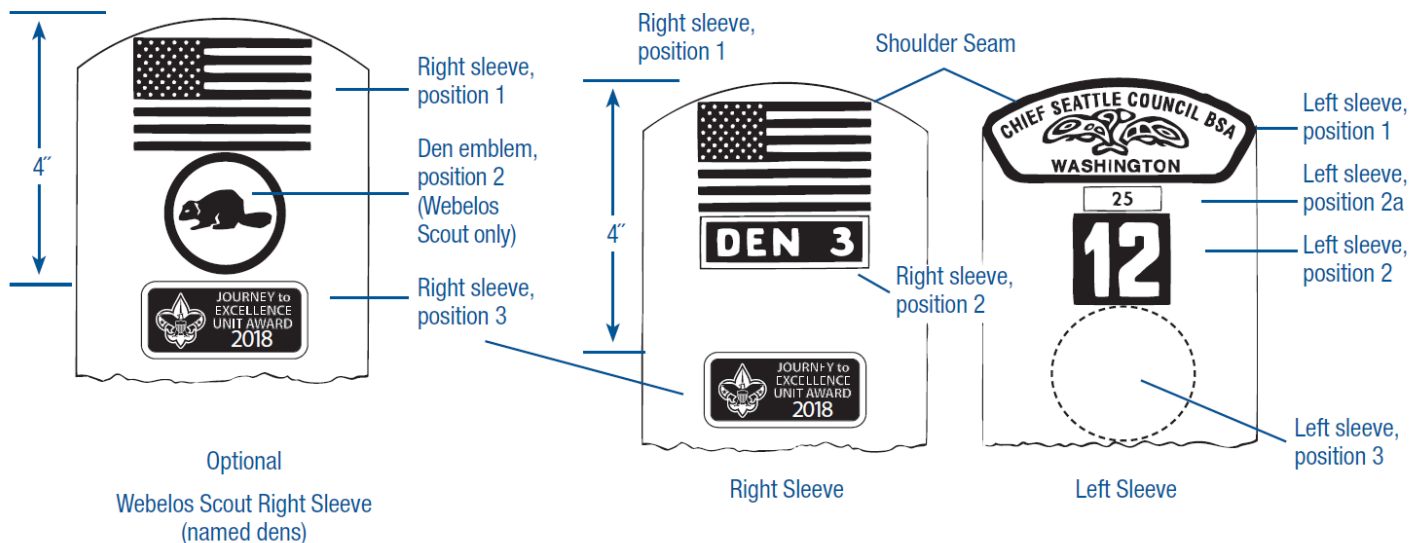 4″
Right sleeve,
position 1
Den emblem,
position 2
(Webelos
Scout only)
Right sleeve,
position 3
JOURNEY to
EXCELLENCE
UNIT AWARD
2018
Optional
Webelos Scout Right Sleeve
(named dens)
Right sleeve,
position 1
4″
DEN 3
Right sleeve,
position 2
JOURNEY to
EXCELLENCE
UNIT AWARD
2018
Right Sleeve
Shoulder Seam
CHIEF SEATTLE COUNCIL BSA
WASHINGTON
25
12
Left sleeve,
position 1
Left sleeve,
position 2a
Left sleeve,
position 2
Left sleeve,
position 3
Left Sleeve